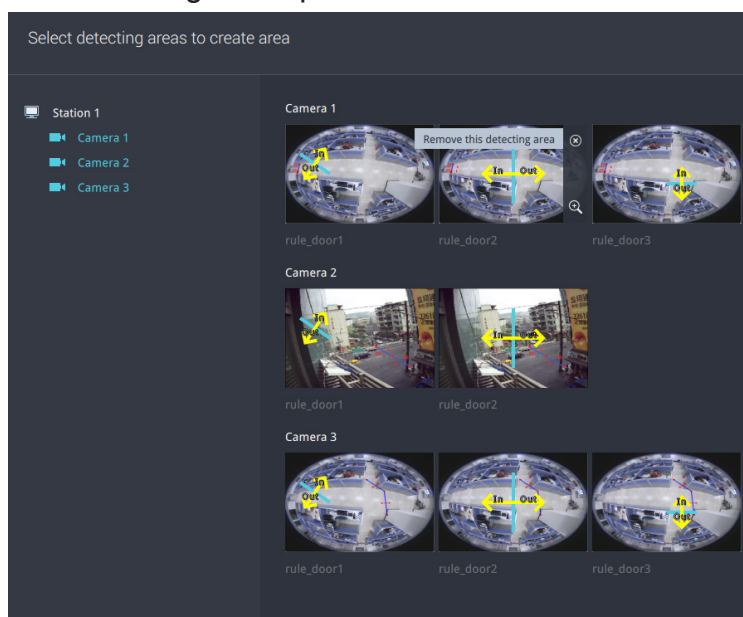 Select detecting areas to create
area
Station 1
Camera 1
Camera 2
Camera 3
Camera 1
Remove this detecting area
In
Out
In Out
In
Out
rule_door1 rule_door2 rule_door3
Camera 2
In
Out
In Out
rule_door1 rule_door2
Camera 3
In
Out
In Out
In
Out
rule_door1 rule_door2 rule_door3